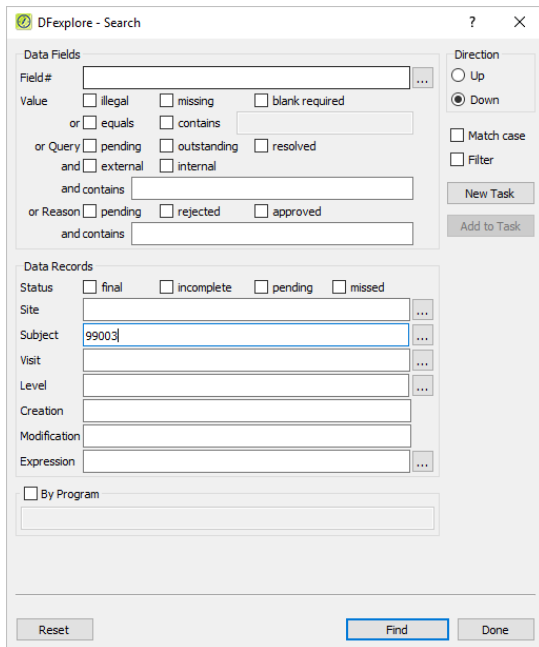 DFexplore - Search
Data Fields
Direction
Field#
...
Up
Value illegal missing blank required
Down
or equals contains
Match case
or Query pending outstanding resolved
Filter
and external internal
and contains
New Task
or Reason pending rejected approved
Add to Task
and contains
Data Records
Status final incomplete pending missed
Site ...
Subject 99003 ...
Visit ...
Level ...
Creation
Modification
Expression ...
By Program
Reset Find Done